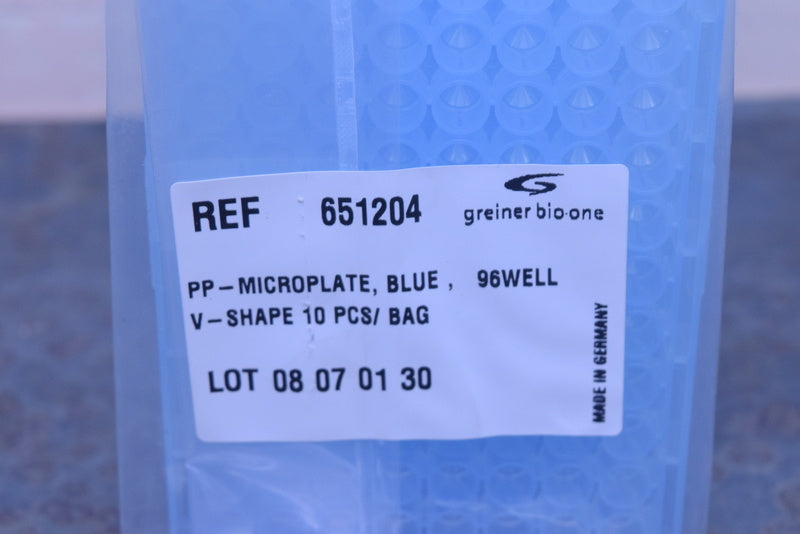 REF 651204
greiner bio-one
PP-MICROPLATE, BLUE , 96WELL
V-SHAPE 10 PCS/ BAG
LOT 08 07 01 30
MADE IN GERMANY